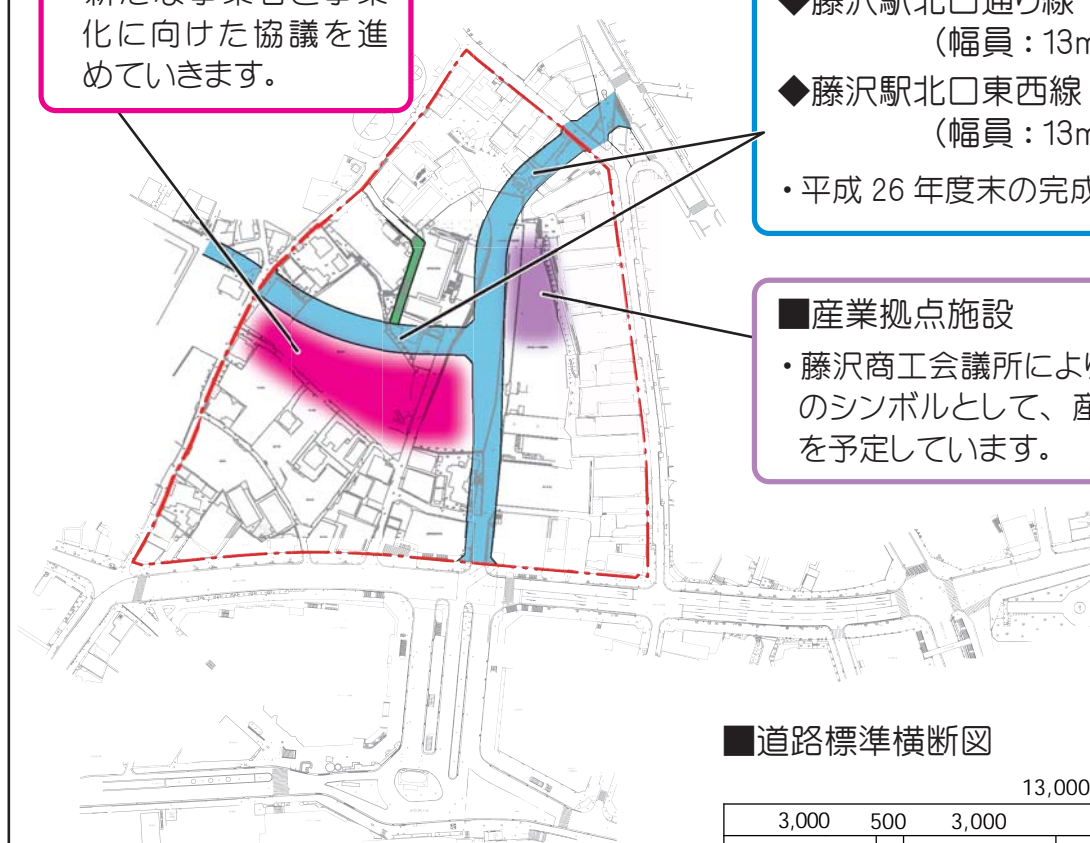 化に向けた協議を進
めていきます。
◆藤沢駅北口通り線
(幅員：13m
◆藤沢駅北口東西線
(幅員：13m
・平成 26 年度末の完成
■産業拠点施設
・藤沢商工会議所によ
のシンボルとして、産
を予定しています。
■道路標準横断図
13,000
3,000 500 3,000